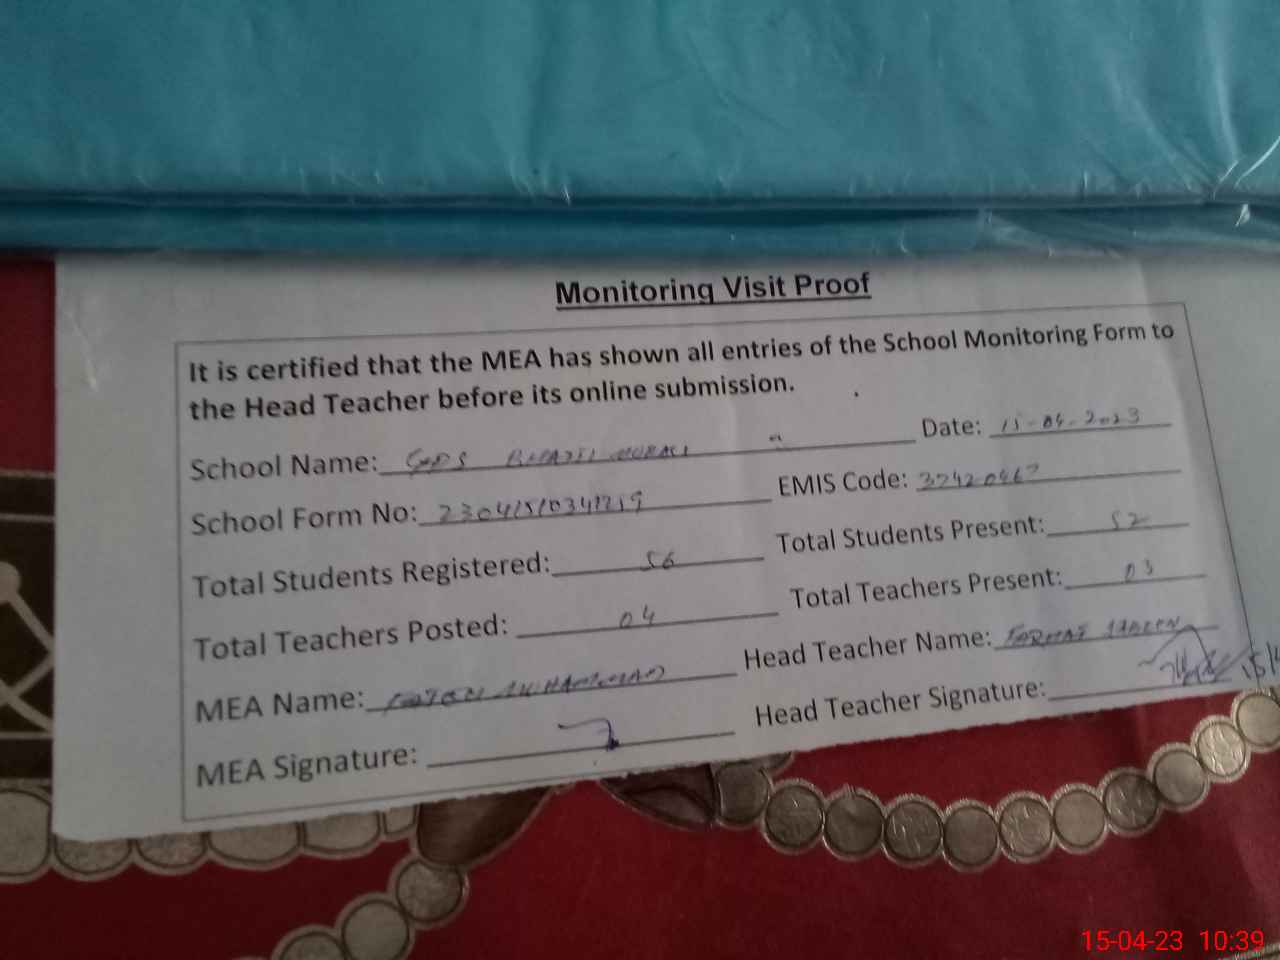 Monitoring Visit Proof
It is certified that the MEA has shown all entries of the School Monitoring Form to
the Head Teacher before its online submission.
School Name: GPS Date: 15-04-2023
School Form No: EMIS Code: 32420467
Total Students Registered: 56 Total Students Present: 52
Total Teachers Posted: 04 Total Teachers Present: 03
MEA Name: MUHAMMAD Head Teacher Name:
MEA Signature: Head Teacher Signature:
15-04-23 10:39